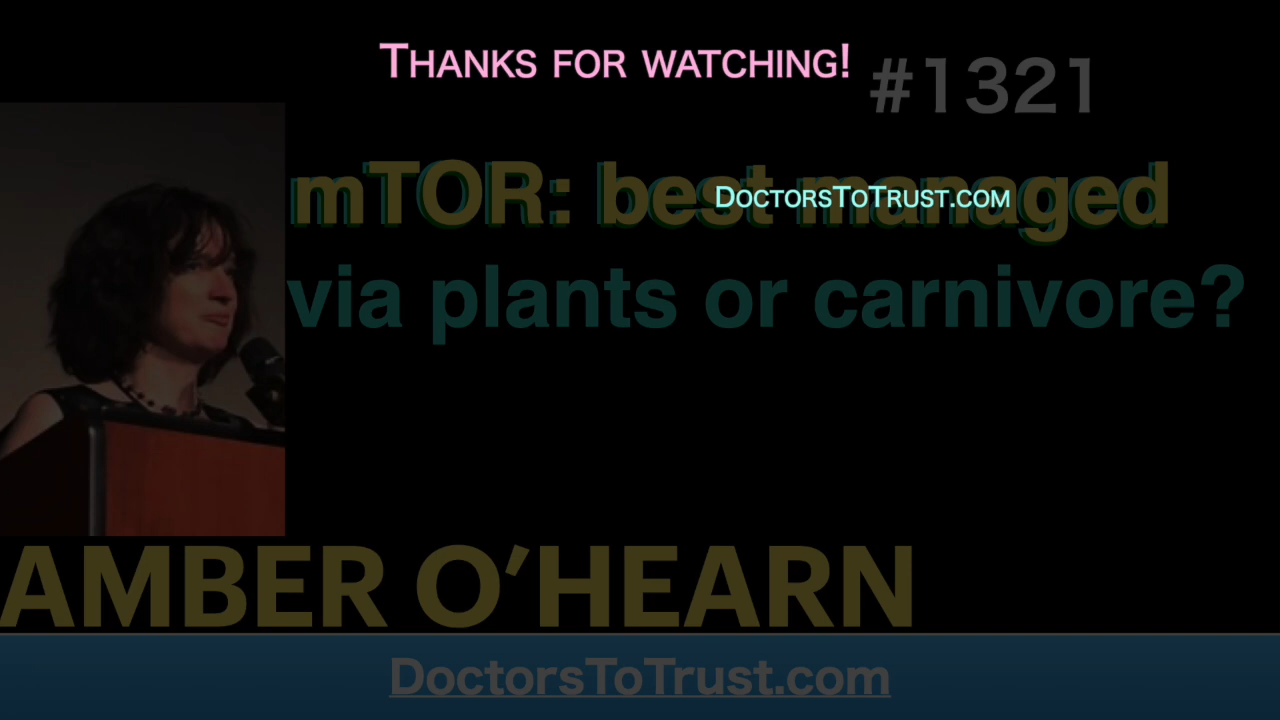 THANKS FOR WATCHING!
#1321
mTOR: best managed
DOCTORSTOTRUST.COM
via plants or carnivore?
AMBER O’HEARN
DoctorsToTrust.com